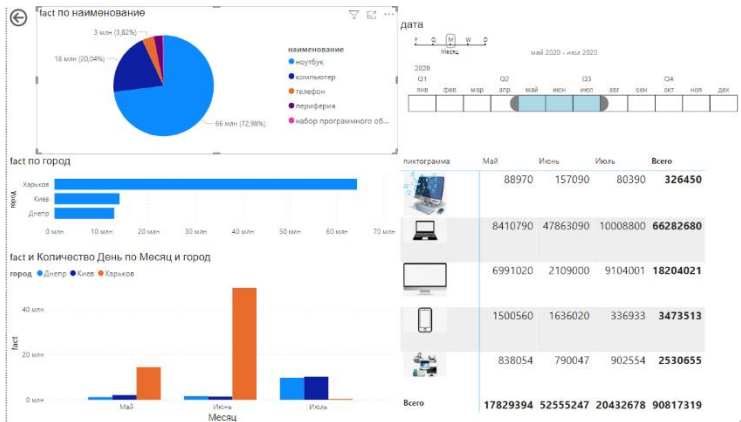 fact по наименование
3 млн (3,82%)
18 млн (20,04%)
66 млн (72,98%)
наименование
ноутбук
компьютер
телефон
периферия
набор программного об...
дата
Y Q M W D
Месяц
май 2020 - июл 2020
2026
Q1 Q2 Q3 Q4
янв фев мар апр май июн июл авг сен окт ноя дек
fact по город
город
Харьков
Киев
Днепр
0 млн 10 млн 20 млн 30 млн 40 млн 50 млн 60 млн 70 млн
fact и Количество День по Месяц и город
город Днепр Киев Харьков
fact
40 млн
20 млн
0 млн
Май Июнь Июль
Месяц
пиктограмма Май Июнь Июль Всего
88970 157090 80390 326450
8410790 47863090 10008800 66282680
6991020 2109000 9104001 18204021
1500560 1636020 336933 3473513
838054 790047 902554 2530655
Всего 17829394 52555247 20432678 90817319